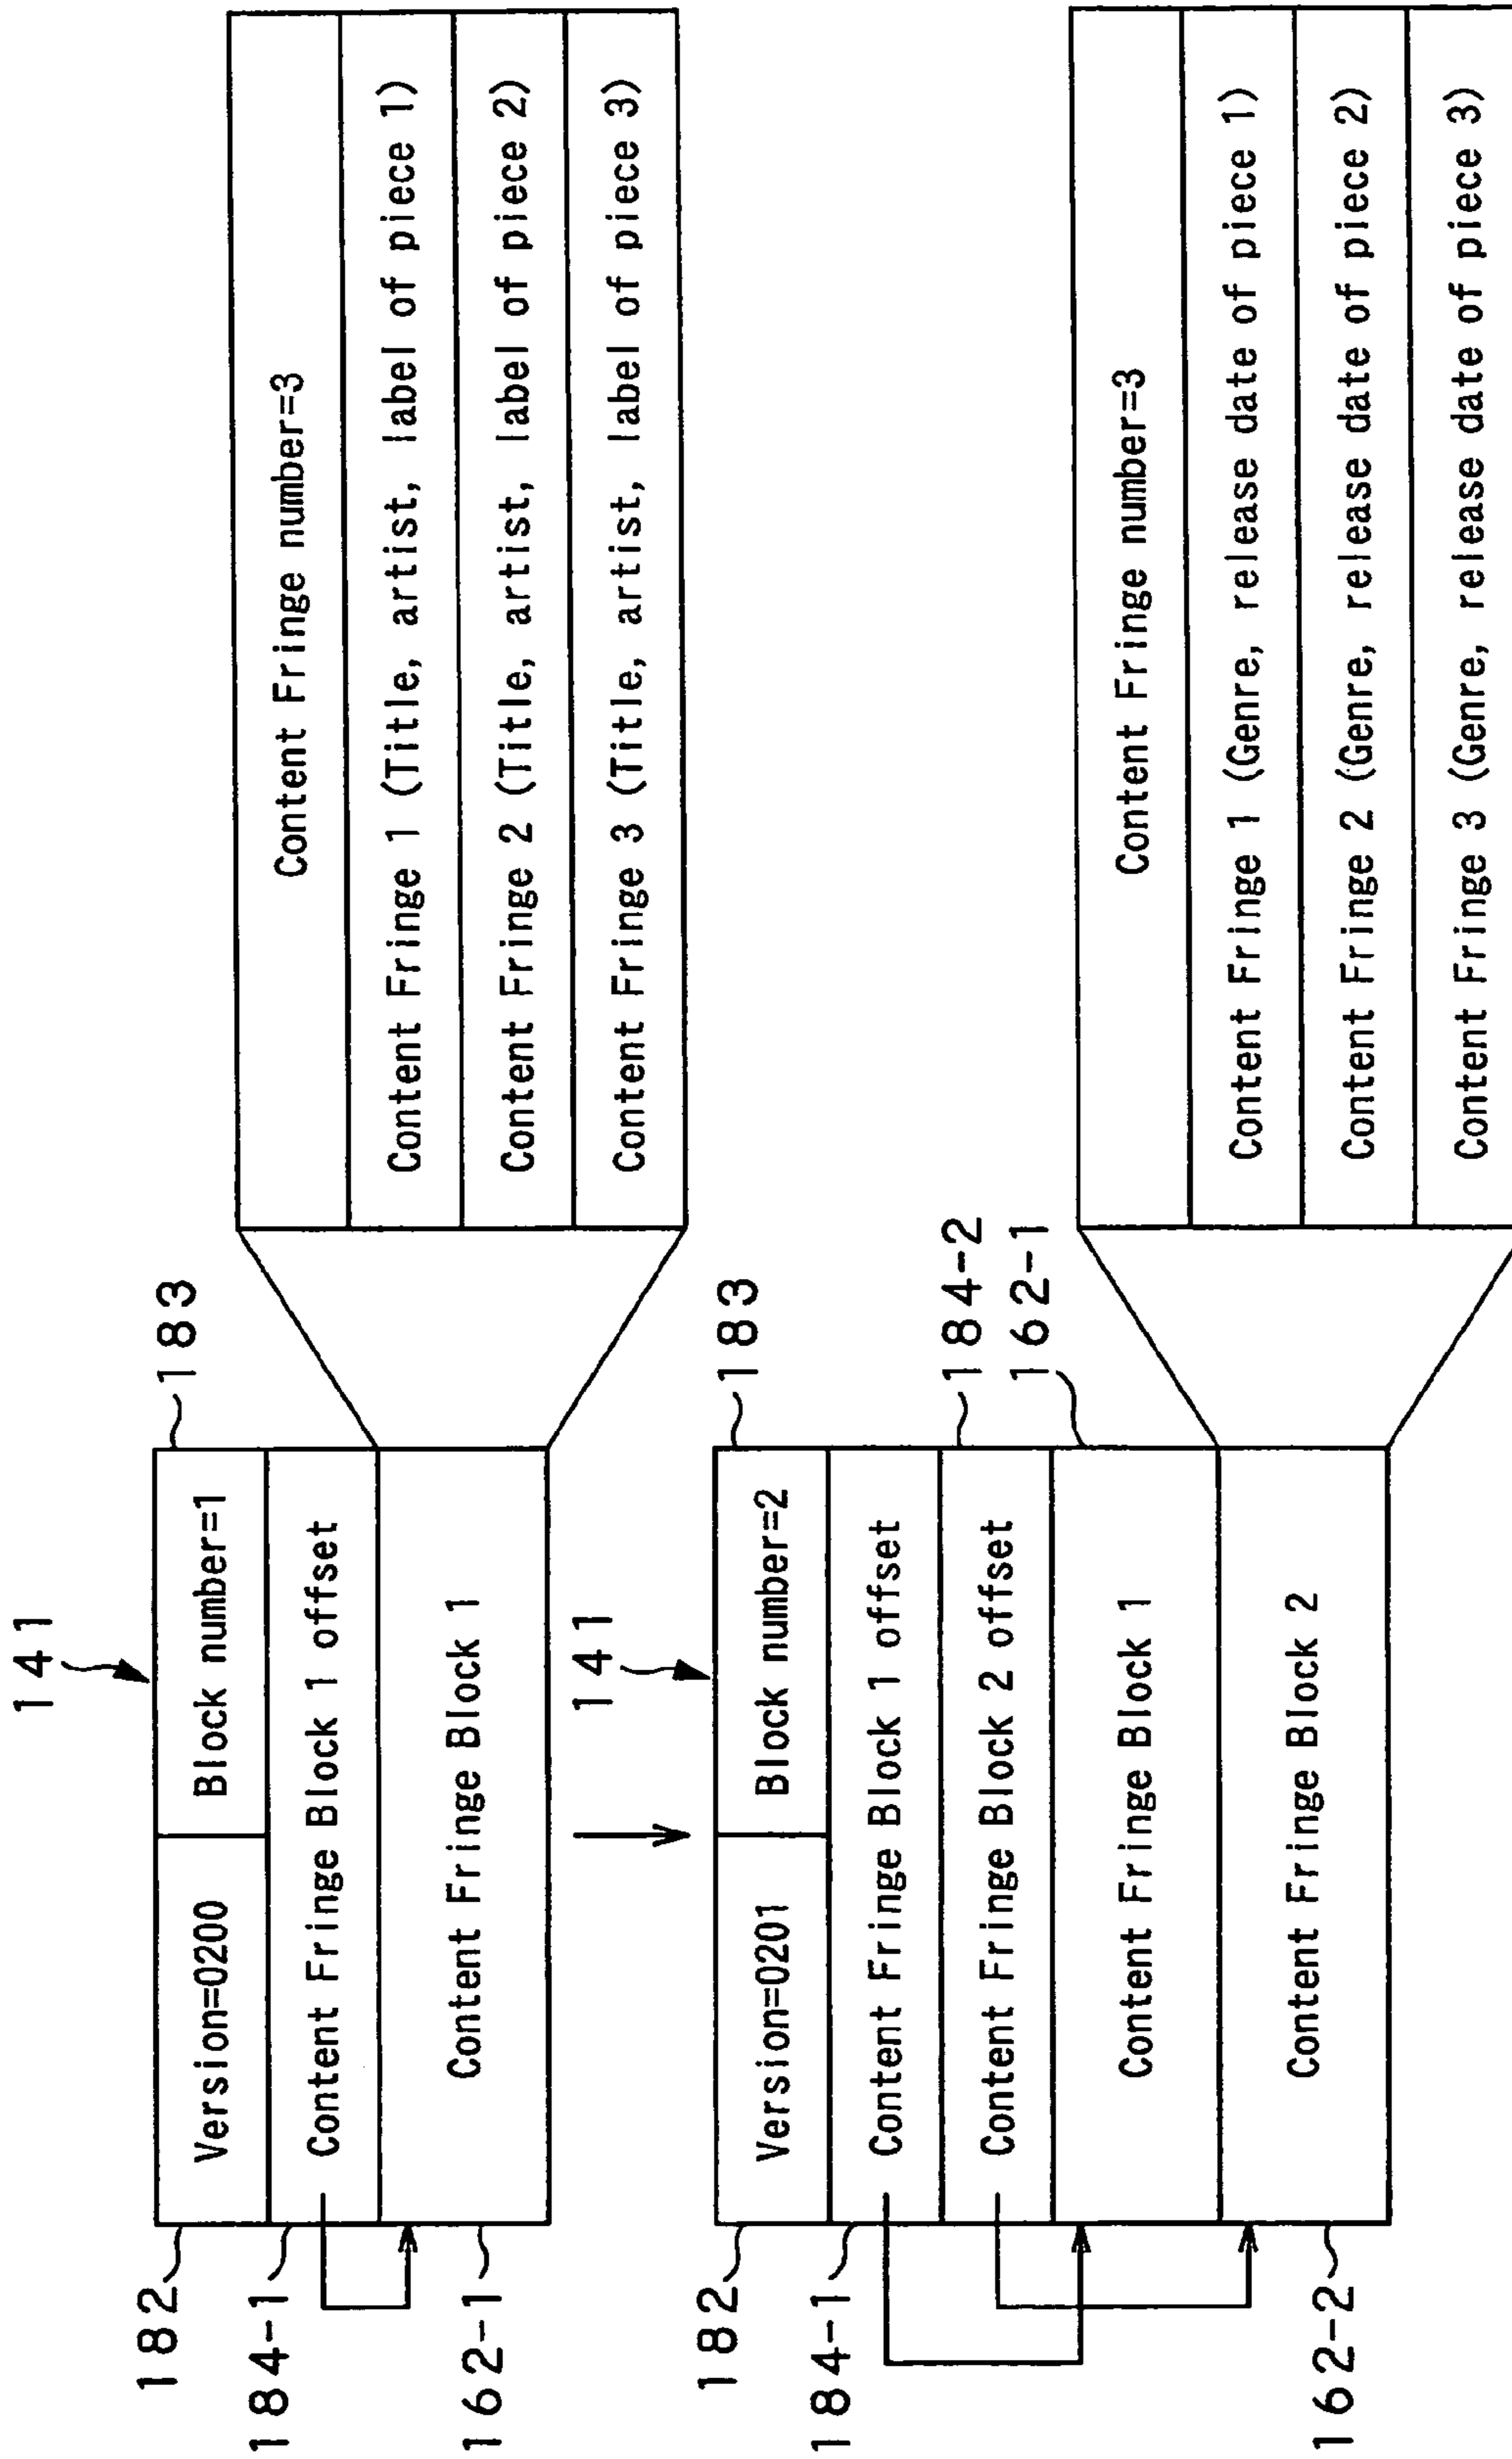 141
182
Version=0200
Block number=1
183
184-1
Content Fringe Block 1 offset
162-1
Content Fringe Block 1
Content Fringe number=3
Content Fringe 1 (Title, artist, label of piece 1)
Content Fringe 2 (Title, artist, label of piece 2)
Content Fringe 3 (Title, artist, label of piece 3)
141
182
Version=0201
Block number=2
183
184-1
Content Fringe Block 1 offset
Content Fringe Block 2 offset
184-2
Content Fringe Block 1
162-1
162-2
Content Fringe Block 2
Content Fringe number=3
Content Fringe 1 (Genre, release date of piece 1)
Content Fringe 2 (Genre, release date of piece 2)
Content Fringe 3 (Genre, release date of piece 3)